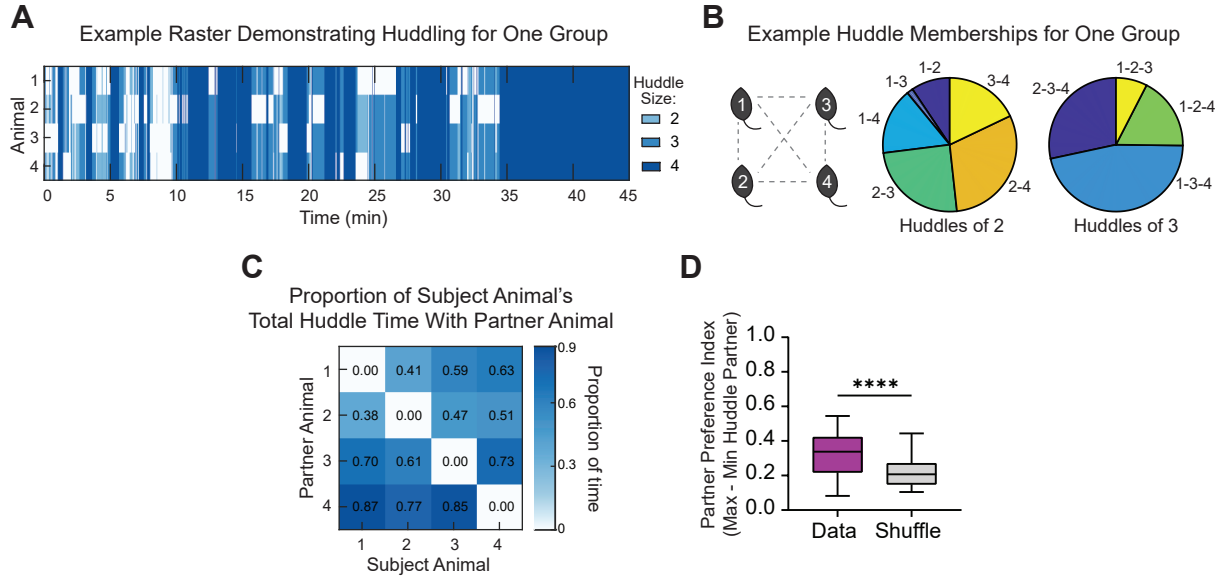 A
Example Raster Demonstrating Huddling for One Group
Animal
1
2
3
4
0
5
10
15
20
25
30
35
40
45
Time (min)
Huddle
Size:
2
3
4
B
Example Huddle Memberships for One Group
1
3
2
4
1-2
1-3
3-4
1-4
2-3
2-4
Huddles of 2
1-2-3
2-3-4
1-2-4
1-3-4
Huddles of 3
C
Proportion of Subject Animal's
Total Huddle Time With Partner Animal
Partner Animal
1
0.00 0.41 0.59 0.63
2
0.38 0.00 0.47 0.51
3
0.70 0.61 0.00 0.73
4
0.87 0.77 0.85 0.00
1 2 3 4
Subject Animal
0.9
0.6
0.3
0
Proportion of time
D
Partner Preference Index
(Max - Min Huddle Partner)
1.0
0.8
0.6
0.4
0.2
0.0
****
Data Shuffle